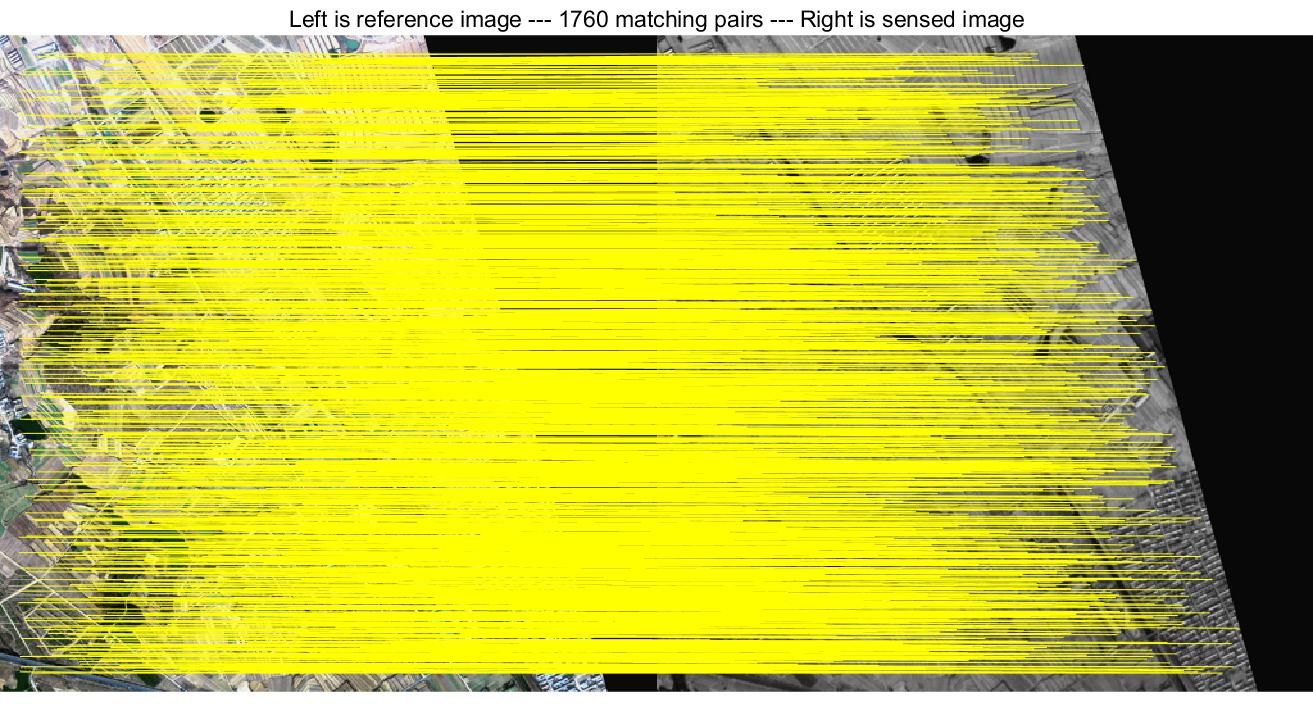 Left is reference image --- 1760 matching pairs --- Right is sensed image